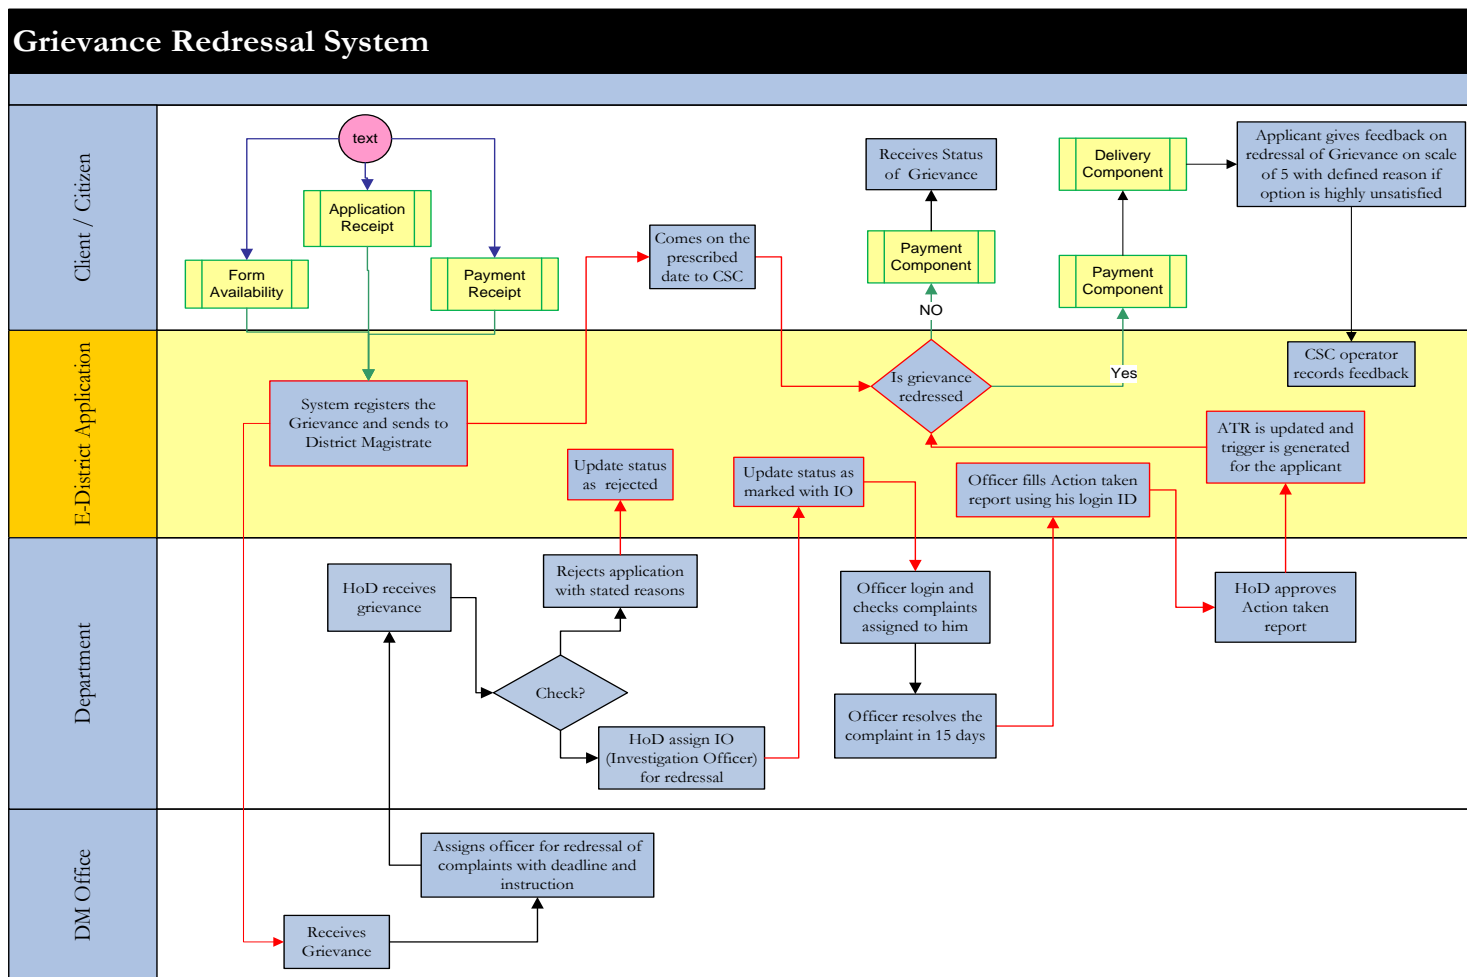 Grievance Redressal System
Client / Citizen
text
Application
Receipt
Form
Availability
Payment
Receipt
Comes on the
prescribed
date to CSC
Receives Status
of Grievance
Payment
Component
NO
Delivery
Component
Payment
Component
Yes
Applicant gives feedback on
redressal of Grievance on scale
of 5 with defined reason if
option is highly unsatisfied
E-District Application
System registers the
Grievance and sends to
District Magistrate
Update status
as rejected
Update status as
marked with IO
Is grievance
redressed
Officer fills Action taken
report using his login ID
CSC operator
records feedback
ATR is updated and
trigger is generated
for the applicant
Department
HoD receives
grievance
Check?
Rejects application
with stated reasons
HoD assign IO
(Investigation Officer)
for redressal
Officer login and
checks complaints
assigned to him
Officer resolves the
complaint in 15 days
HoD approves
Action taken
report
DM Office
Assigns officer for redressal of
complaints with deadline and
instruction
Receives
Grievance